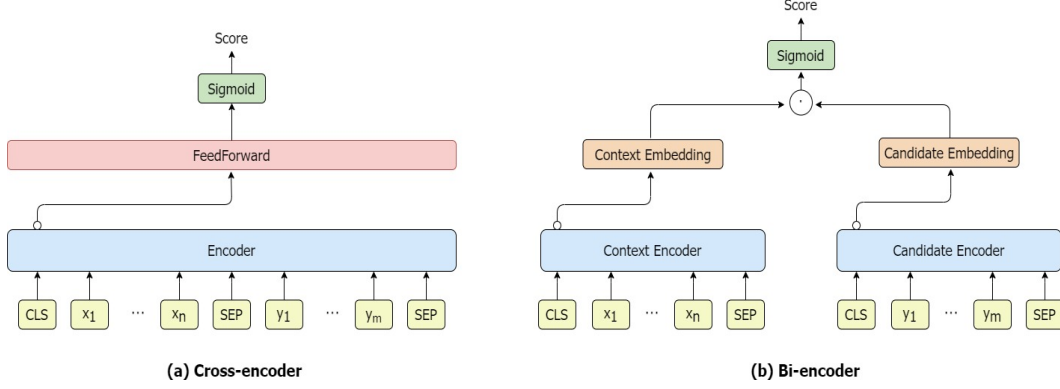 Score
Sigmoid
FeedForward
Encoder
CLS x₁ ... xₙ SEP y₁ ... yₘ SEP
(a) Cross-encoder
Score
Sigmoid
Context Embedding Candidate Embedding
Context Encoder Candidate Encoder
CLS x₁ ... xₙ SEP CLS y₁ ... yₘ SEP
(b) Bi-encoder